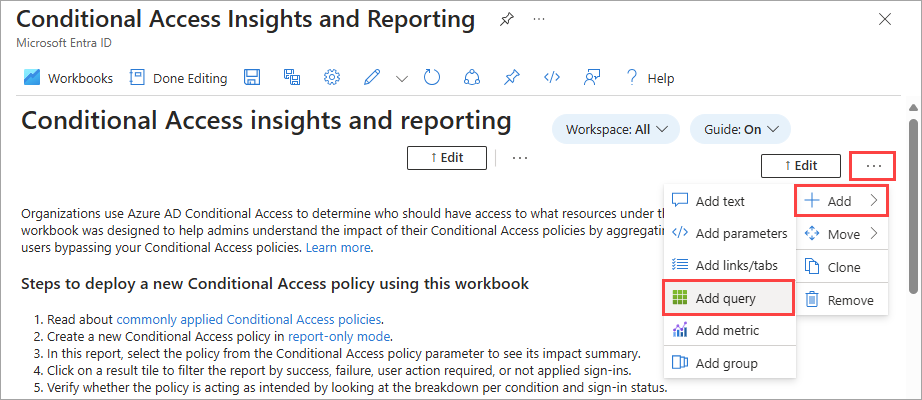 Conditional Access Insights and Reporting
Microsoft Entra ID
Workbooks Done Editing Help
Conditional Access insights and reporting
Workspace: All Guide: On
↑ Edit ···
↑ Edit ···
Add text
Add parameters
Add links/tabs
Add query
Add metric
Add group
Add
Move
Clone
Remove
Organizations use Azure AD Conditional Access to determine who should have access to what resources under th
workbook was designed to help admins understand the impact of their Conditional Access policies by aggregatin
users bypassing your Conditional Access policies. Learn more.
Steps to deploy a new Conditional Access policy using this workbook
1. Read about commonly applied Conditional Access policies.
2. Create a new Conditional Access policy in report-only mode.
3. In this report, select the policy from the Conditional Access policy parameter to see its impact summary.
4. Click on a result tile to filter the report by success, failure, user action required, or not applied sign-ins.
5. Verify whether the policy is acting as intended by looking at the breakdown per condition and sign-in status.